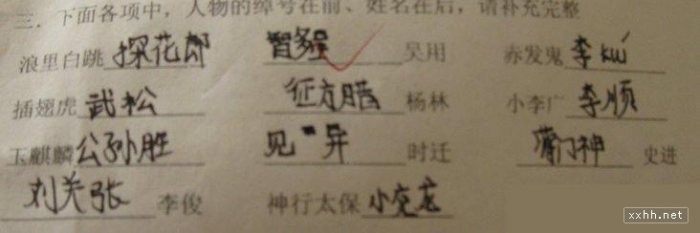 三.下面各项中，人物的绰号在前、姓名在后，请补充完整
浪里白跳 探花郎 智多星 吴用 赤发鬼 李kuí
插翅虎 武松 征方腊 杨林 小李广 李顺
玉麒麟 公孙胜 见"异 时迁 蒲门神 史进
刘关张 李俊 神行太保 小交龙
xxhh.net